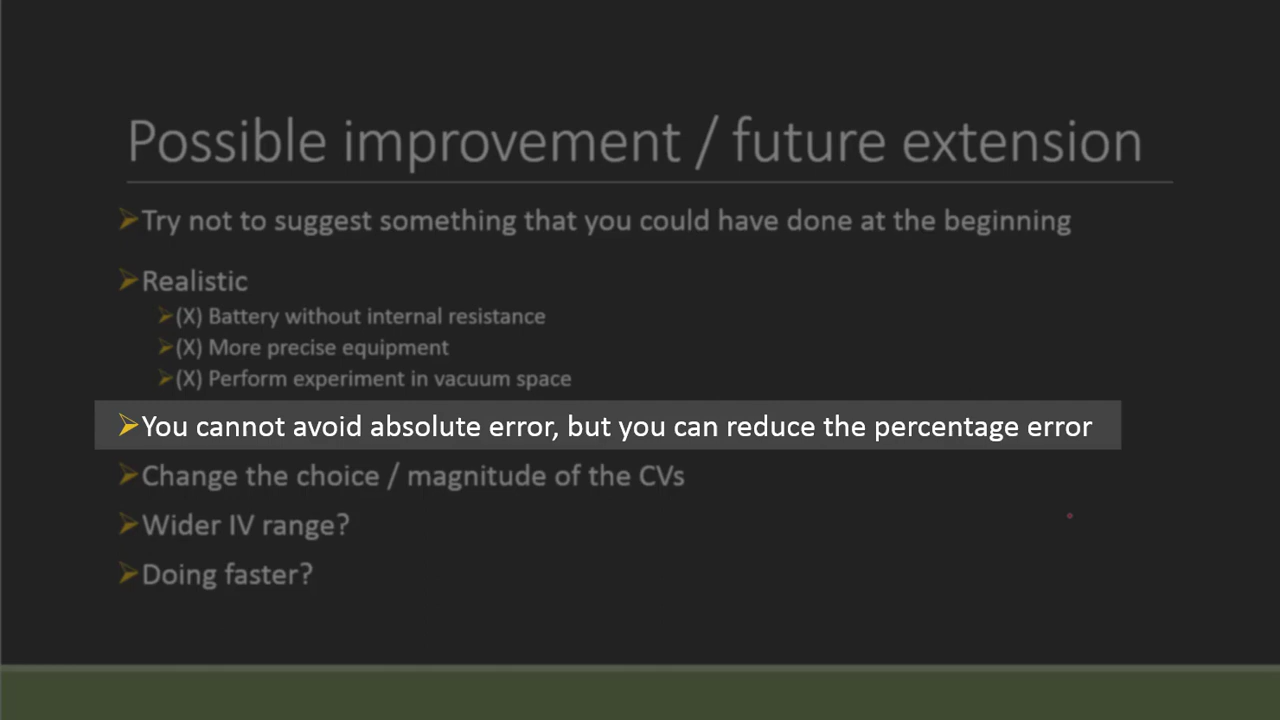 Possible improvement / future extension
Try not to suggest something that you could have done at the beginning
Realistic
(X) Battery without internal resistance
(X) More precise equipment
(X) Perform experiment in vacuum space
You cannot avoid absolute error, but you can reduce the percentage error
Change the choice / magnitude of the CVs
Wider IV range?
Doing faster?